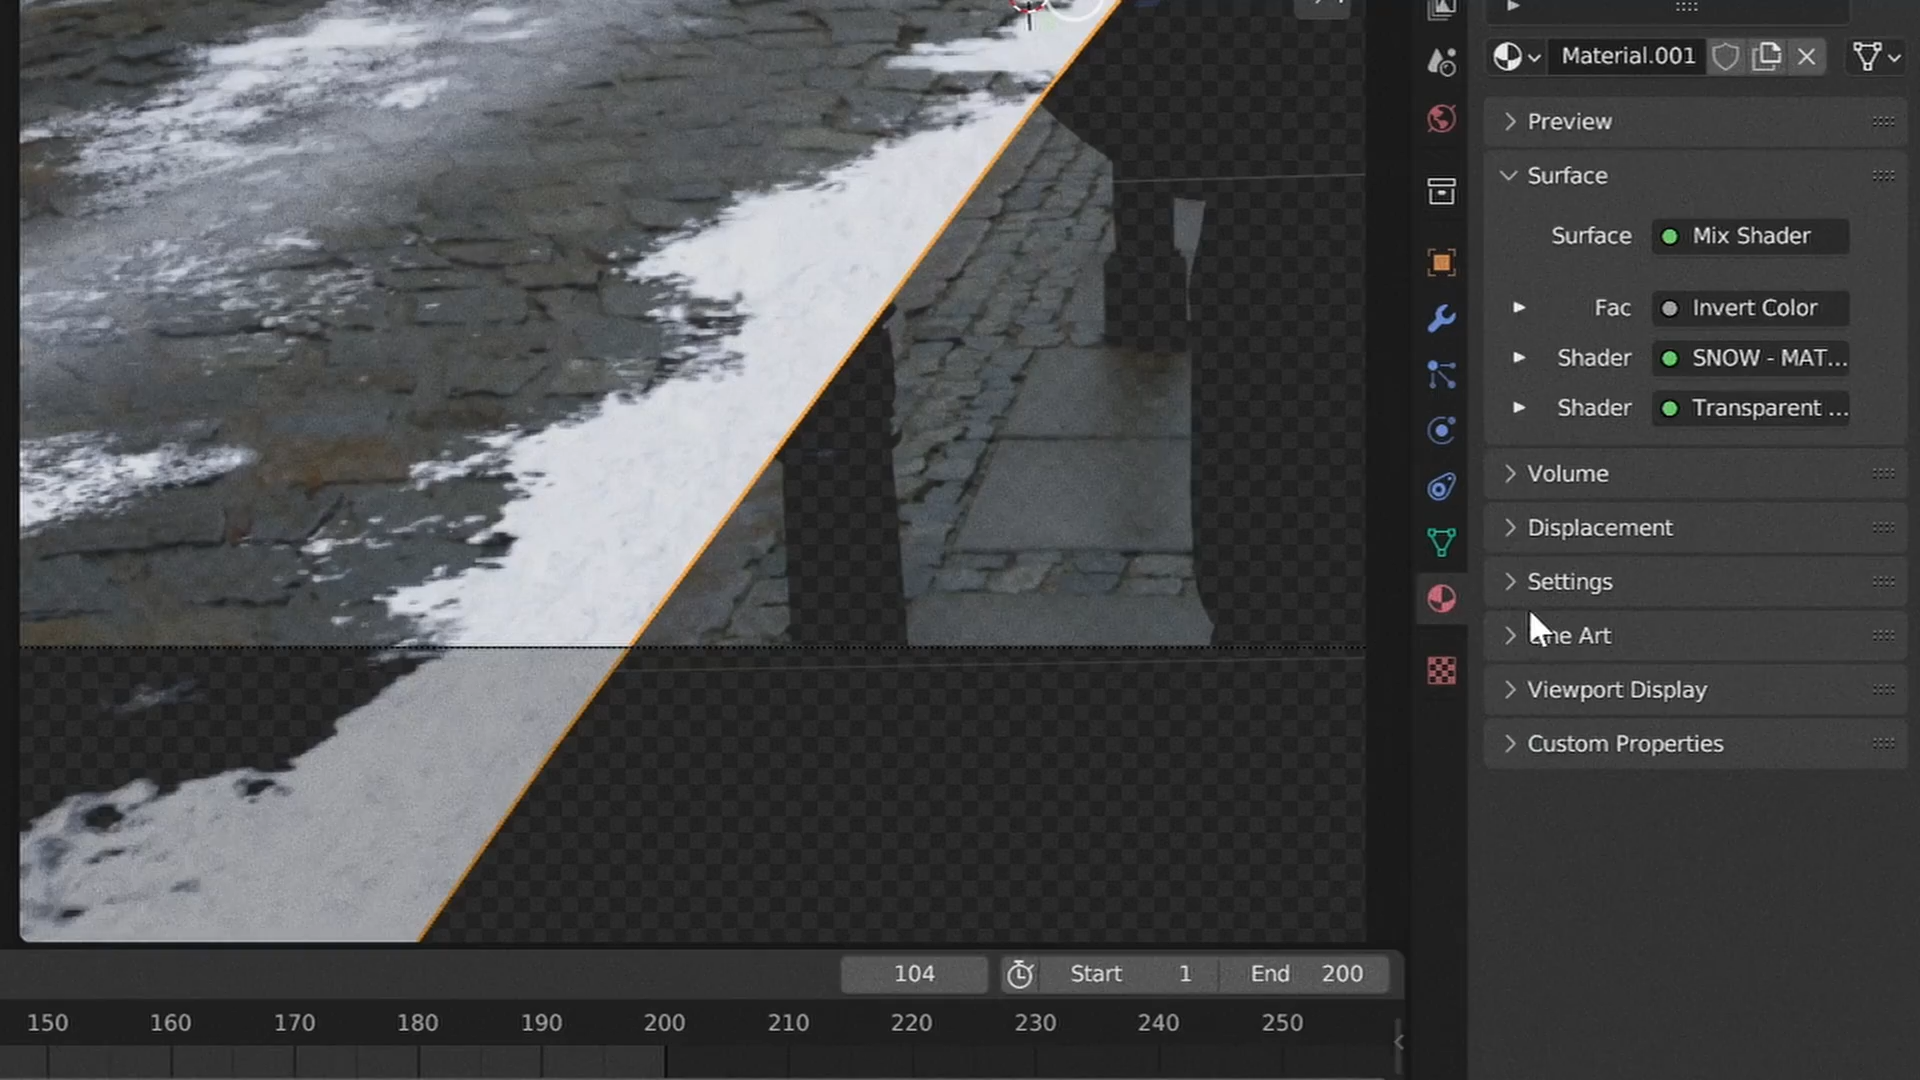 Material.001
Preview
Surface
Surface Mix Shader
Fac Invert Color
Shader SNOW - MAT...
Shader Transparent ...
Volume
Displacement
Settings
ne Art
Viewport Display
Custom Properties
104 Start 1 End 200
150 160 170 180 190 200 210 220 230 240 250